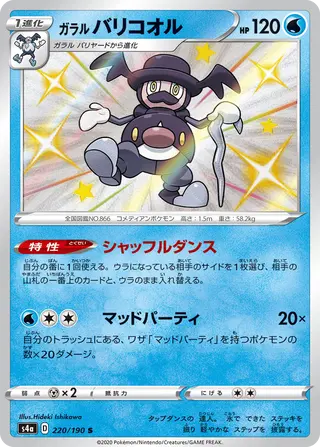 1進化
ガラル バリコオル HP 120
ガラル バリヤードから進化
全国図鑑NO.866 コメディアンポケモン 高さ:1.5m 重さ:58.2kg
特性 シャッフルダンス
自分の番に1回使える。ウラになっている相手のサイドを1枚選び、相手の
山札の一番上のカードと、ウラのまま入れ替える。
マッドパーティ 20×
自分のトラッシュにある、ワザ「マッドパーティ」を持つポケモンの
数×20ダメージ。
弱点 ×2 抵抗力 にげる
Illus.Hideki Ishikawa
S4a D 220/190 S
タップダンスの達人。氷で できた ステッキを
ふりながら 軽やかな ステップを 披露する。
©2020 Pokémon/Nintendo/Creatures/GAME FREAK.